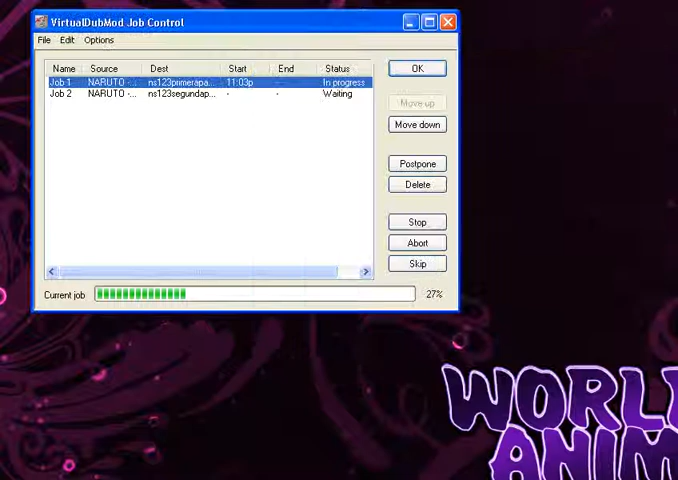 VirtualDubMod Job Control
File Edit Options
Name Source Dest Start End Status
Job 1 NARUTO -... ns123primerapa... 11:03p - In progress
Job 2 NARUTO -... ns123segundap... - - Waiting
OK
Move up
Move down
Postpone
Delete
Stop
Abort
Skip
Current job 27%
WORL
ANIM